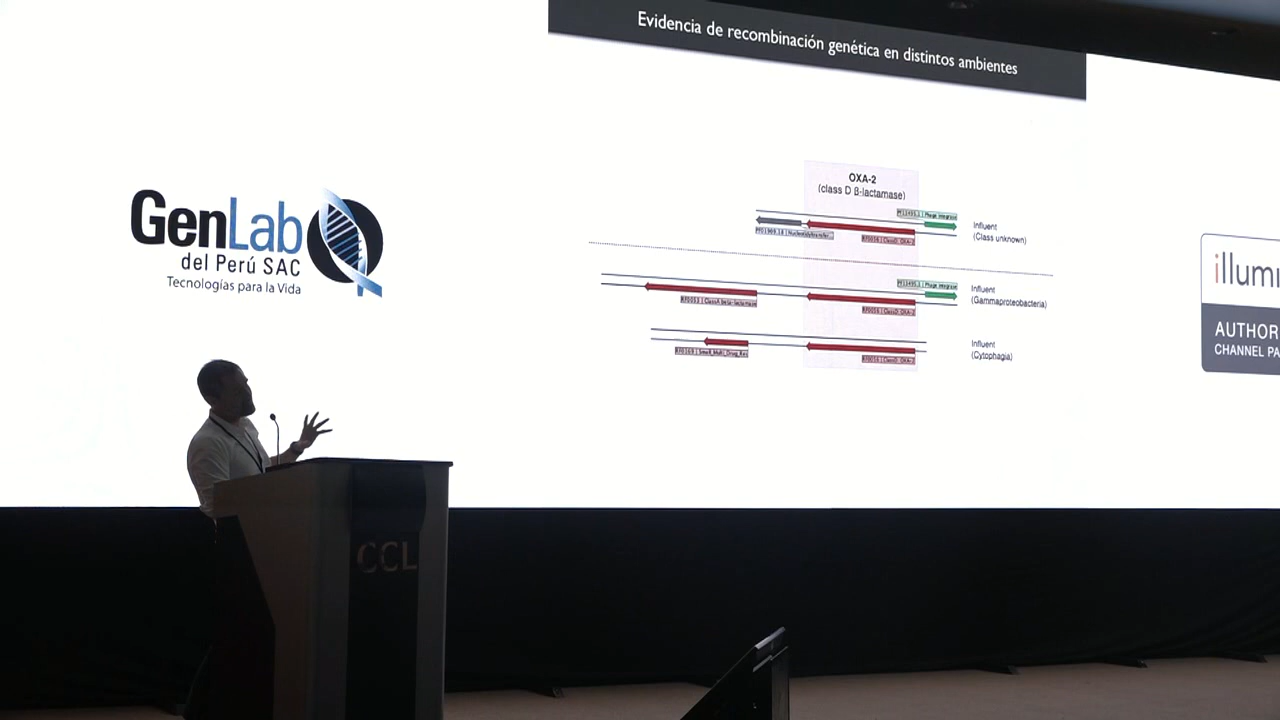 Evidencia de recombinación genética en distintos ambientes
GenLab
del Perú SAC
Tecnologías para la Vida
OXA-2
(class D β-lactamase)
Influent
(Class unknown)
Influent
(Gammaproteobacteria)
Influent
(Cytophagia)
illum
AUTHOR
CHANNEL PA
CCL